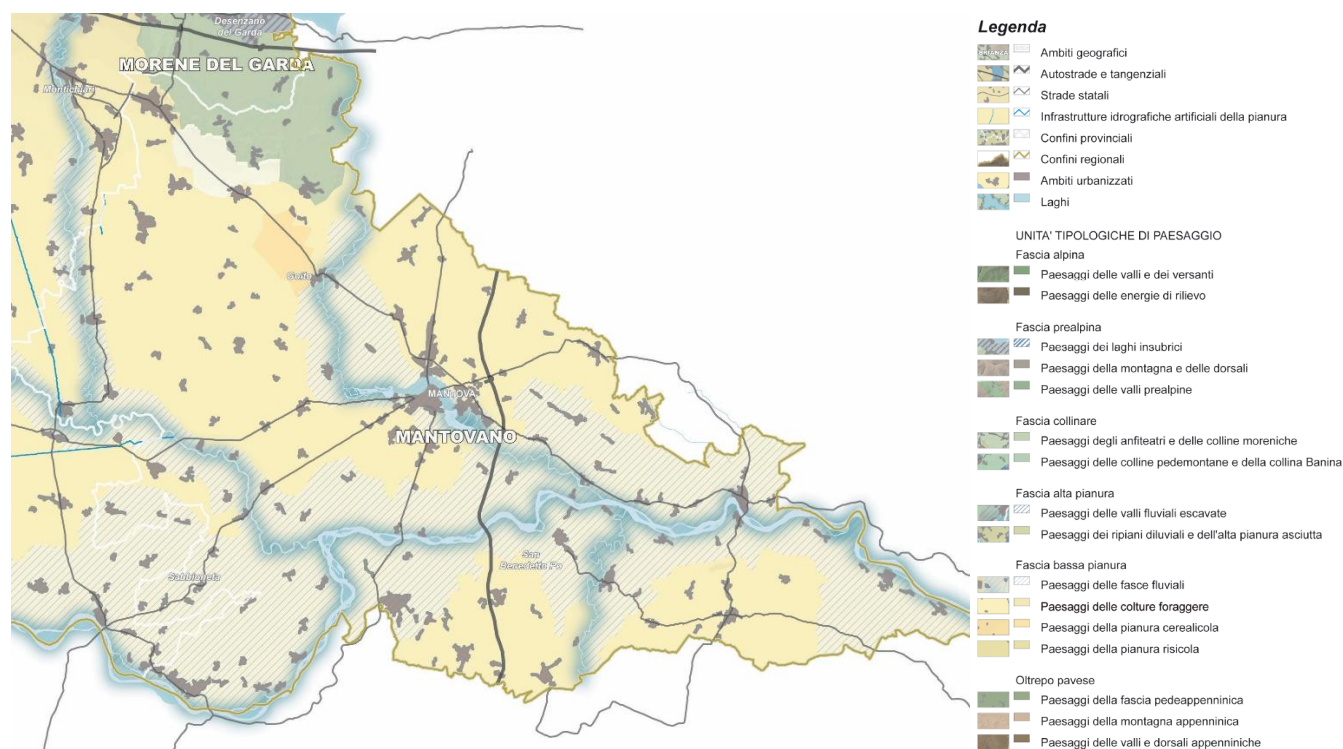 Desenzano
del Garda
MORENE DEL GARDA
Montichiari
Goito
MANTOVA
MANTOVANO
San
Benedetto Po
Sabbioneta
Legenda
BRIANZA
Ambiti geografici
Autostrade e tangenziali
Strade statali
Infrastrutture idrografiche artificiali della pianura
Confini provinciali
Confini regionali
Ambiti urbanizzati
Laghi
UNITA' TIPOLOGICHE DI PAESAGGIO
Fascia alpina
Paesaggi delle valli e dei versanti
Paesaggi delle energie di rilievo
Fascia prealpina
Paesaggi dei laghi insubrici
Paesaggi della montagna e delle dorsali
Paesaggi delle valli prealpine
Fascia collinare
Paesaggi degli anfiteatri e delle colline moreniche
Paesaggi delle colline pedemontane e della collina Banina
Fascia alta pianura
Paesaggi delle valli fluviali escavate
Paesaggi dei ripiani diluviali e dell'alta pianura asciutta
Fascia bassa pianura
Paesaggi delle fasce fluviali
Paesaggi delle colture foraggere
Paesaggi della pianura cerealicola
Paesaggi della pianura risicola
Oltrepo pavese
Paesaggi della fascia pedeappenninica
Paesaggi della montagna appenninica
Paesaggi delle valli e dorsali appenniniche